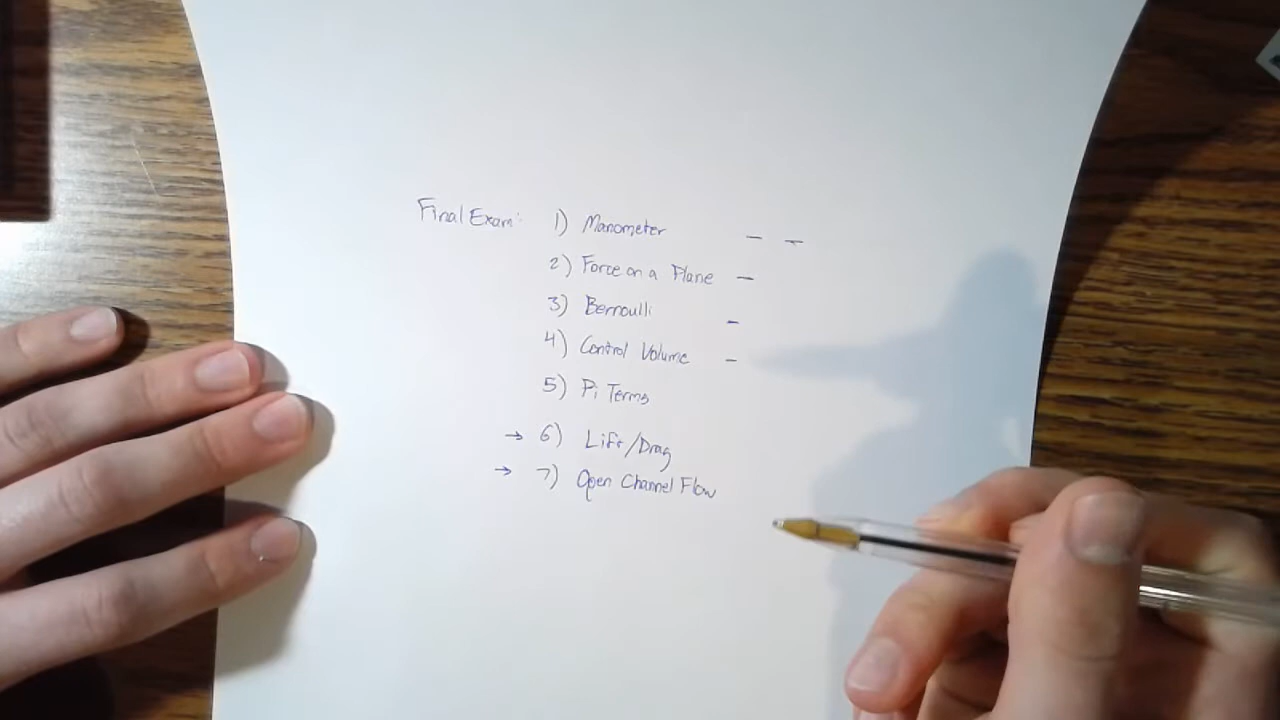 Final Exam: 1) Manometer – –
2) Force on a Plane –
3) Bernoulli –
4) Control Volume –
5) Pi Terms
→ 6) Lift/Drag
→ 7) Open Channel Flow